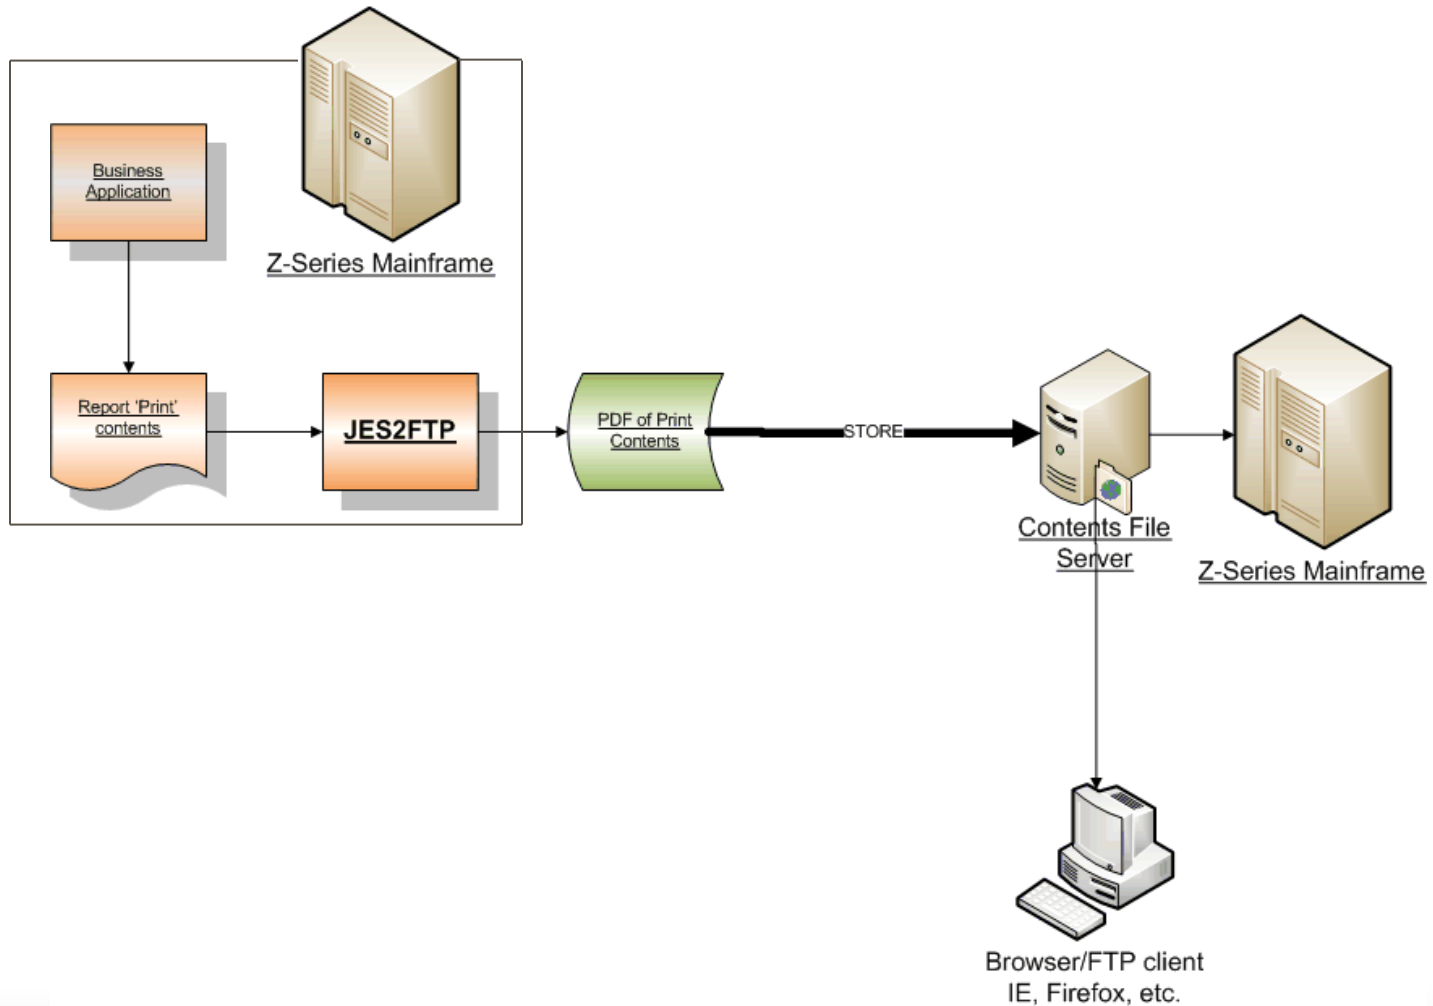 Business
Application
Z-Series Mainframe
Report 'Print'
contents
JES2FTP
PDF of Print
Contents
STORE
Contents File
Server
Z-Series Mainframe
Browser/FTP client
IE, Firefox, etc.